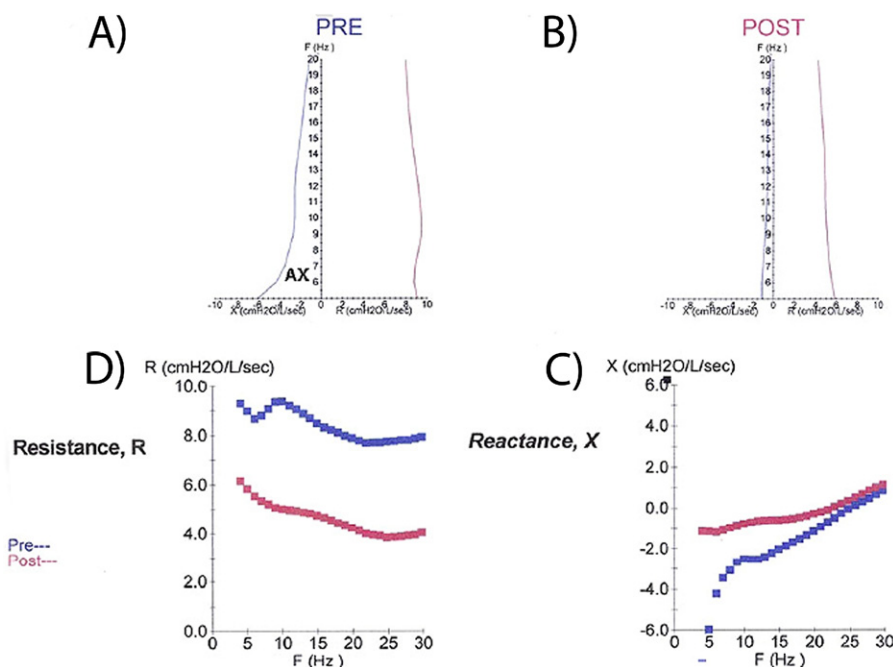 A)
PRE
F (Hz )
20
19
18
17
16
15
14
13
12
11
10
9
8
7
6
AX
-10 -8 -6 -4 -2 0 2 4 6 8 10
X (cmH2O/L/sec) R (cmH2O/L/sec)
B)
POST
F (Hz )
20
19
18
17
16
15
14
13
12
11
10
9
8
7
6
-10 -8 -6 -4 -2 0 2 4 6 8 10
X (cmH2O/L/sec) R (cmH2O/L/sec)
D)
R (cmH2O/L/sec)
10.0
8.0
6.0
4.0
2.0
0.0
Resistance, R
Pre---
Post---
0 5 10 15 20 25 30
F (Hz )
C)
X (cmH2O/L/sec)
6.0
2.0
0.0
-2.0
-4.0
-6.0
Reactance, X
0 5 10 15 20 25 30
F (Hz )